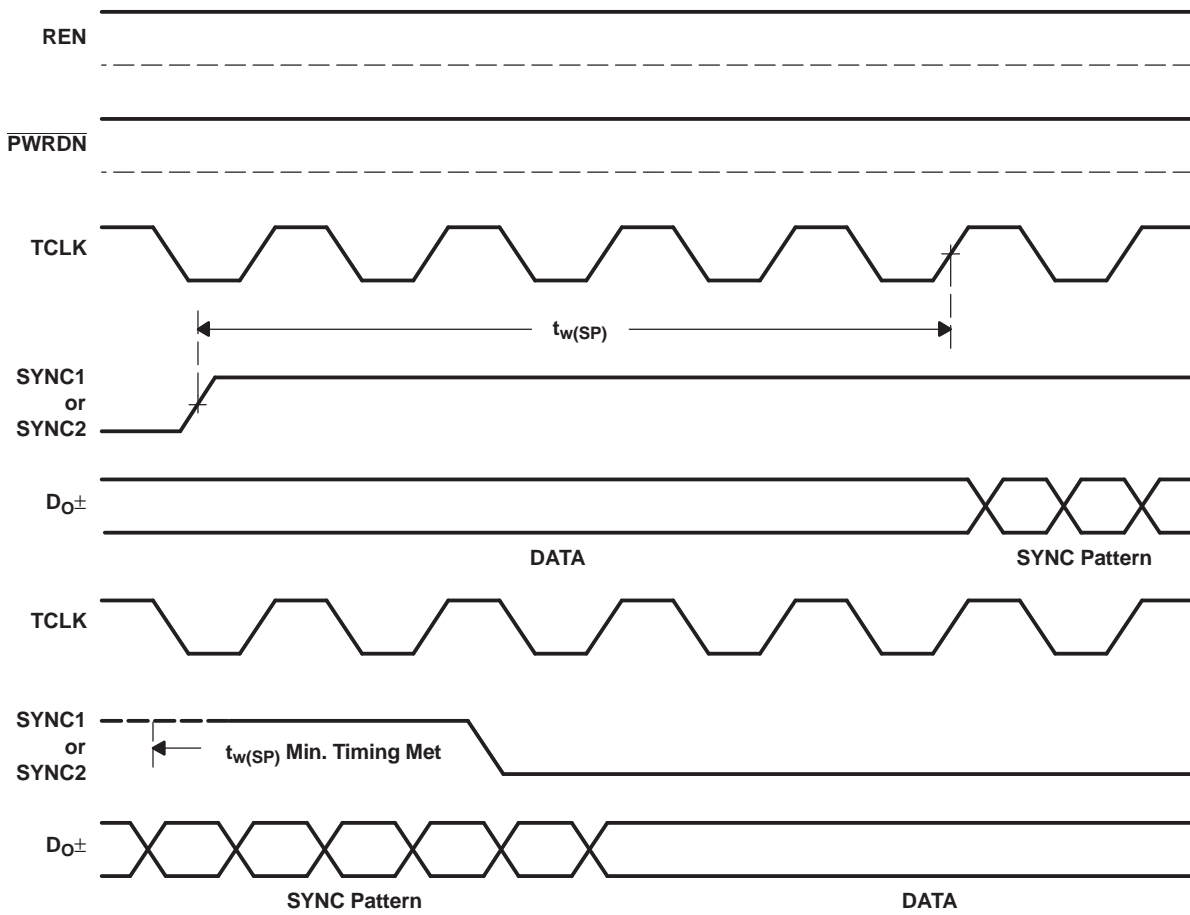 REN
PWRDN
TCLK
tw(SP)
SYNC1
or
SYNC2
DO±
DATA
SYNC Pattern
TCLK
SYNC1
or
SYNC2
tw(SP) Min. Timing Met
DO±
SYNC Pattern
DATA